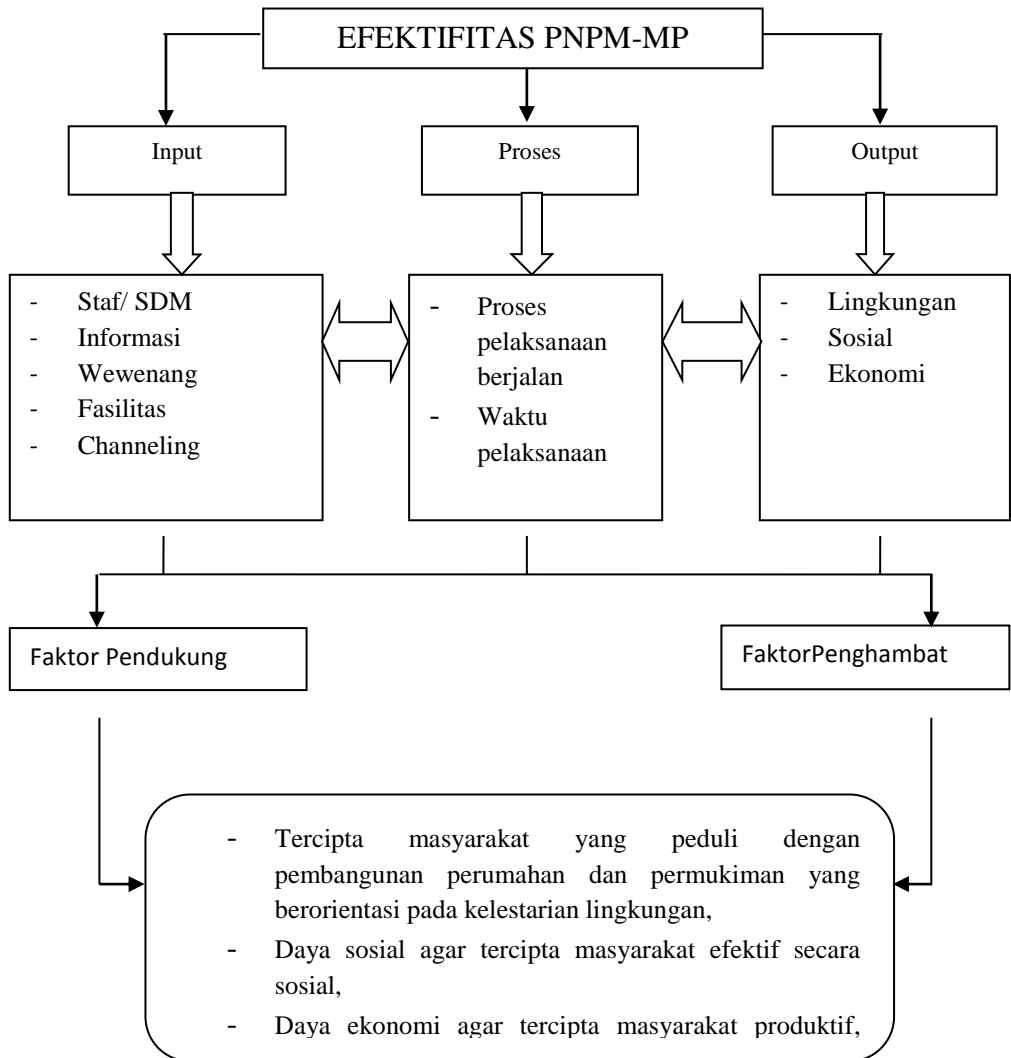 EFEKTIFITAS PNPM-MP
Input
Proses
Output
- Staf/ SDM
- Informasi
- Wewenang
- Fasilitas
- Channeling
- Proses
pelaksanaan
berjalan
- Waktu
pelaksanaan
- Lingkungan
- Sosial
- Ekonomi
Faktor Pendukung
FaktorPenghambat
- Tercipta masyarakat yang peduli dengan
pembangunan perumahan dan permukiman yang
berorientasi pada kelestarian lingkungan,
- Daya sosial agar tercipta masyarakat efektif secara
sosial,
- Daya ekonomi agar tercipta masyarakat produktif,